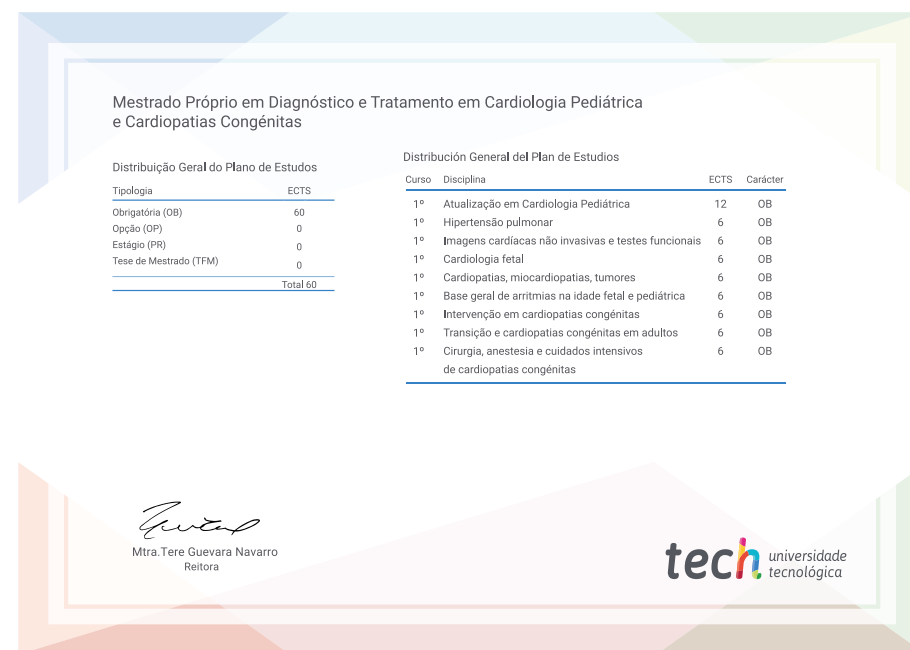 Mestrado Próprio em Diagnóstico e Tratamento em Cardiologia Pediátrica
e Cardiopatias Congénitas
Distribuição Geral do Plano de Estudos
Tipologia ECTS
Obrigatória (OB) 60
Opção (OP) 0
Estágio (PR) 0
Tese de Mestrado (TFM) 0
Total 60
Distribución General del Plan de Estudios
Curso Disciplina ECTS Carácter
1º Atualização em Cardiologia Pediátrica 12 OB
1º Hipertensão pulmonar 6 OB
1º Imagens cardíacas não invasivas e testes funcionais 6 OB
1º Cardiologia fetal 6 OB
1º Cardiopatias, miocardiopatias, tumores 6 OB
1º Base geral de arritmias na idade fetal e pediátrica 6 OB
1º Intervenção em cardiopatias congénitas 6 OB
1º Transição e cardiopatias congénitas em adultos 6 OB
1º Cirurgia, anestesia e cuidados intensivos 6 OB
de cardiopatias congénitas
Mtra.Tere Guevara Navarro
Reitora
tech universidade
tecnológica